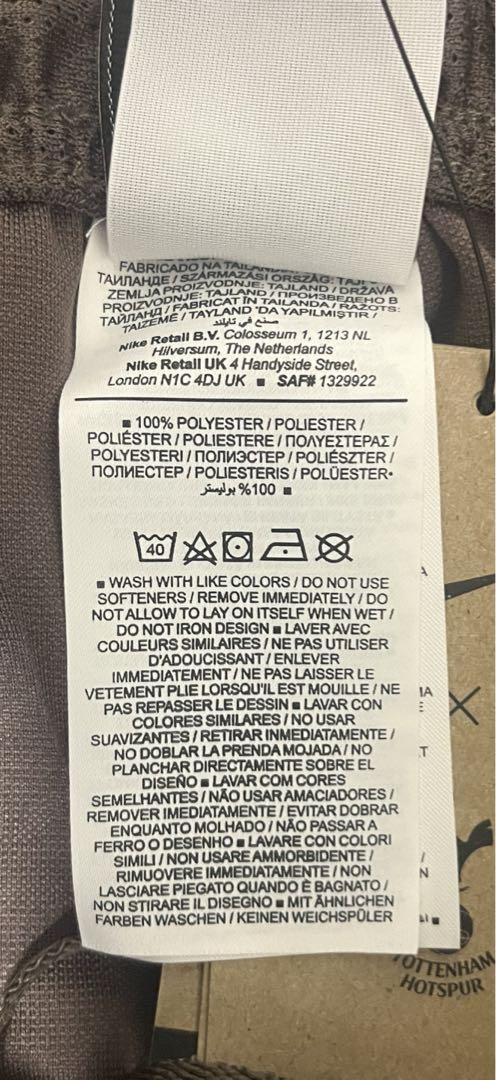 FABRICADO NA
ТАИЛАНДЕ / SZÁRMAZÁSI ORSZÁG:
ZEMLJA PROIZVODNJE: TAJLAND / DRŽAVA
PROIZVODNJE: TAJLAND / ПРОИЗВЕДЕНО В
ТАЙЛАНД / FABRICAT ÎN TAILANDA / RAŽOTS:
TAIZEME / TAYLAND 'DA YAPILMIŞTIR /
صنع في تايلند
Nike Retail B.V. Colosseum 1, 1213 NL
Hilversum, The Netherlands
Nike Retail UK 4 Handyside Street,
London N1C 4DJ UK ■ SAF# 1329922
■ 100% POLYESTER / POLIESTER /
POLIÉSTER / POLIESTERE / ΠΟΛΥΕΣΤΕΡΑΣ /
POLYESTERI / ПОЛИЭСТЕР / POLIÉSZTER /
ПОЛИЕСТЕР / POLIESTERIS / POLÜESTER•
100% بوليستر ■
40
■ WASH WITH LIKE COLORS / DO NOT USE
SOFTENERS / REMOVE IMMEDIATELY / DO
NOT ALLOW TO LAY ON ITSELF WHEN WET /
DO NOT IRON DESIGN ■ LAVER AVEC
COULEURS SIMILAIRES / NE PAS UTILISER
D'ADOUCISSANT / ENLEVER
IMMEDIATEMENT / NE PAS LAISSER LE
VETEMENT PLIE LORSQU'IL EST MOUILLE / NE
PAS REPASSER LE DESSIN ■ LAVAR CON
COLORES SIMILARES / NO USAR
SUAVIZANTES / RETIRAR INMEDIATAMENTE /
NO DOBLAR LA PRENDA MOJADA / NO
PLANCHAR DIRECTAMENTE SOBRE EL
DISEÑO ■ LAVAR COM CORES
SEMELHANTES / NÃO USAR AMACIADORES /
REMOVER IMEDIATAMENTE / EVITAR DOBRAR
ENQUANTO MOLHADO / NÃO PASSAR A
FERRO O DESENHO ■ LAVARE CON COLORI
SIMILI / NON USARE AMMORBIDENTE /
RIMUOVERE IMMEDIATAMENTE / NON
LASCIARE PIEGATO QUANDO È BAGNATO /
NON STIRARE IL DISEGNO ■ MIT ÄHNLICHEN
FARBEN WASCHEN / KEINEN WEICHSPÜLER
TOTTENHAM
HOTSPUR